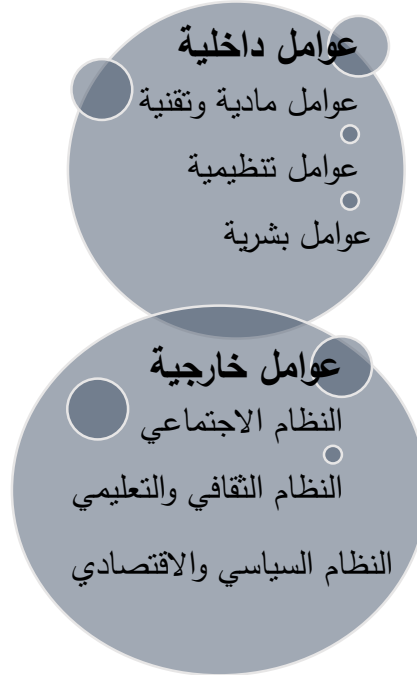 عوامل داخلية
عوامل مادية وتقنية
عوامل تنظيمية
عوامل بشرية
عوامل خارجية
النظام الاجتماعي
النظام الثقافي والتعليمي
النظام السياسي والاقتصادي